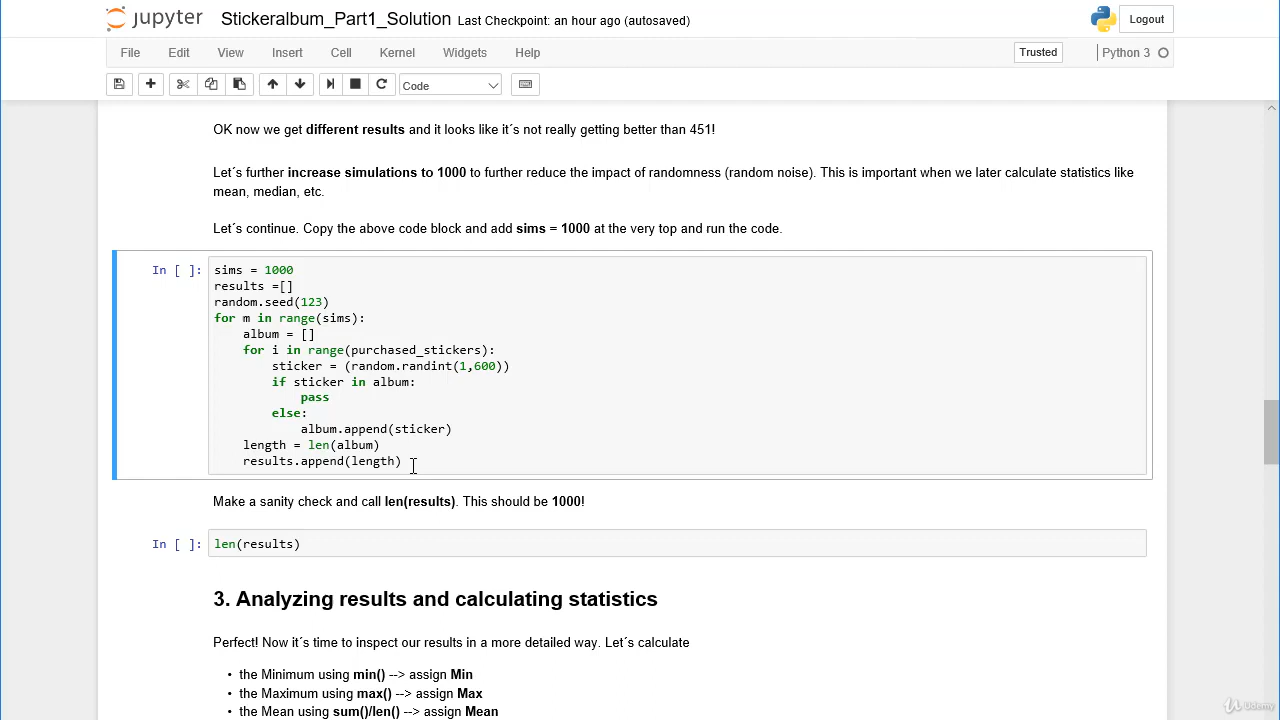 jupyter Stickeralbum_Part1_Solution Last Checkpoint: an hour ago (autosaved) Logout
File Edit View Insert Cell Kernel Widgets Help Trusted Python 3
Code
OK now we get different results and it looks like it´s not really getting better than 451!
Let´s further increase simulations to 1000 to further reduce the impact of randomness (random noise). This is important when we later calculate statistics like
mean, median, etc.
Let´s continue. Copy the above code block and add sims = 1000 at the very top and run the code.
In [ ]: sims = 1000
results =[]
random.seed(123)
for m in range(sims):
    album = []
    for i in range(purchased_stickers):
        sticker = (random.randint(1,600))
        if sticker in album:
            pass
        else:
            album.append(sticker)
    length = len(album)
    results.append(length)
Make a sanity check and call len(results). This should be 1000!
In [ ]: len(results)
3. Analyzing results and calculating statistics
Perfect! Now it´s time to inspect our results in a more detailed way. Let´s calculate
• the Minimum using min() --> assign Min
• the Maximum using max() --> assign Max
• the Mean using sum()/len() --> assign Mean
Udemy